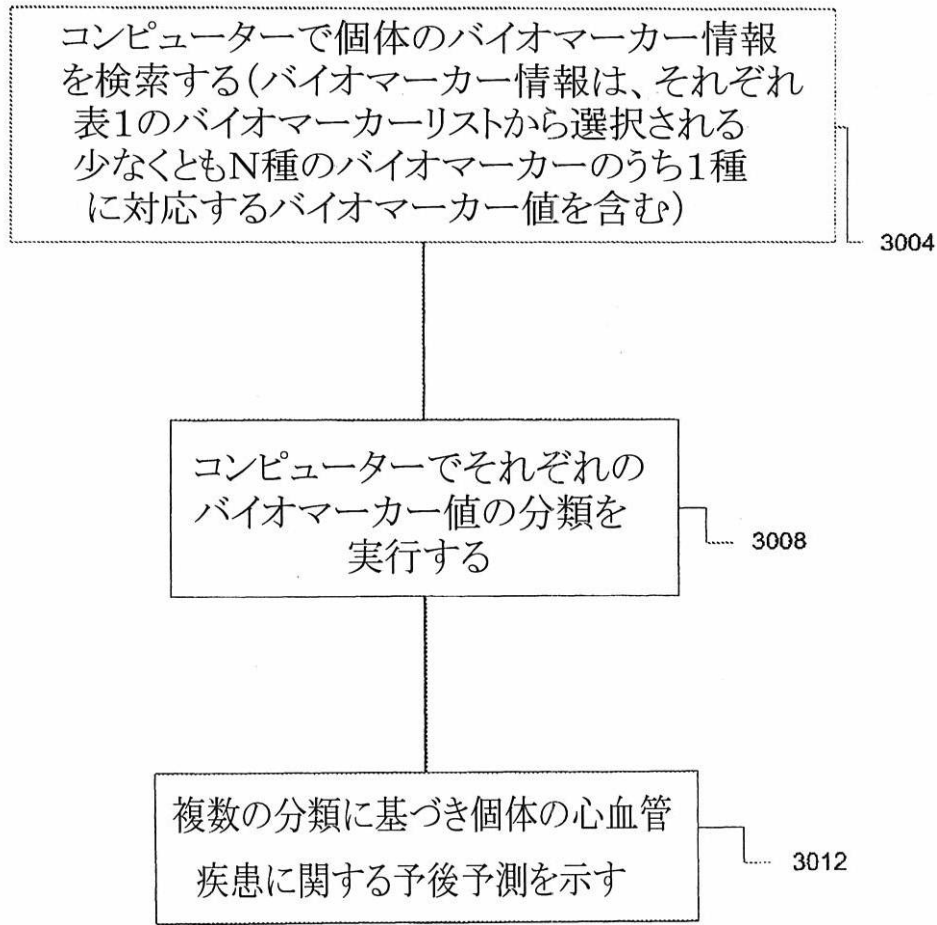 コンピューターで個体のバイオマーカー情報
を検索する(バイオマーカー情報は、それぞれ
表1のバイオマーカーリストから選択される
少なくともN種のバイオマーカーのうち1種
に対応するバイオマーカー値を含む)
3004
コンピューターでそれぞれの
バイオマーカー値の分類を
実行する
3008
複数の分類に基づき個体の心血管
疾患に関する予後予測を示す
3012